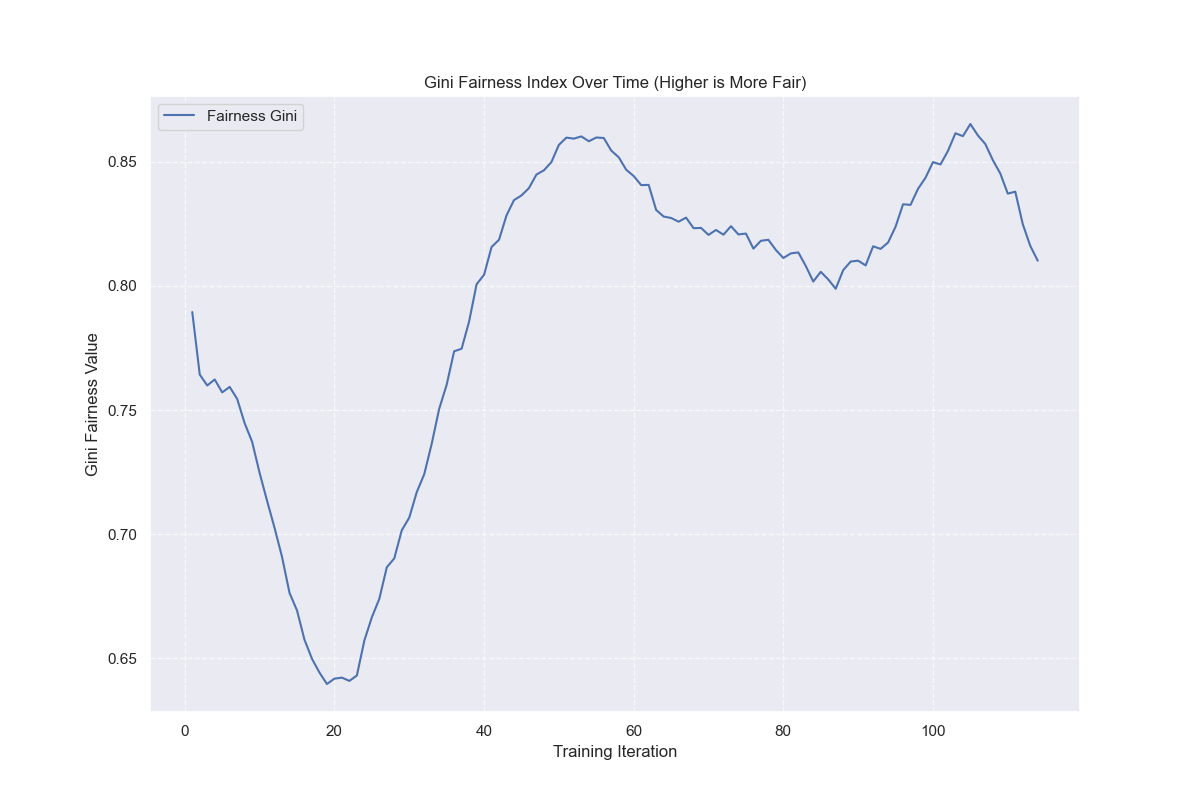 Gini Fairness Index Over Time (Higher is More Fair)
Fairness Gini
0.85
0.80
0.75
0.70
0.65
Gini Fairness Value
0 20 40 60 80 100
Training Iteration